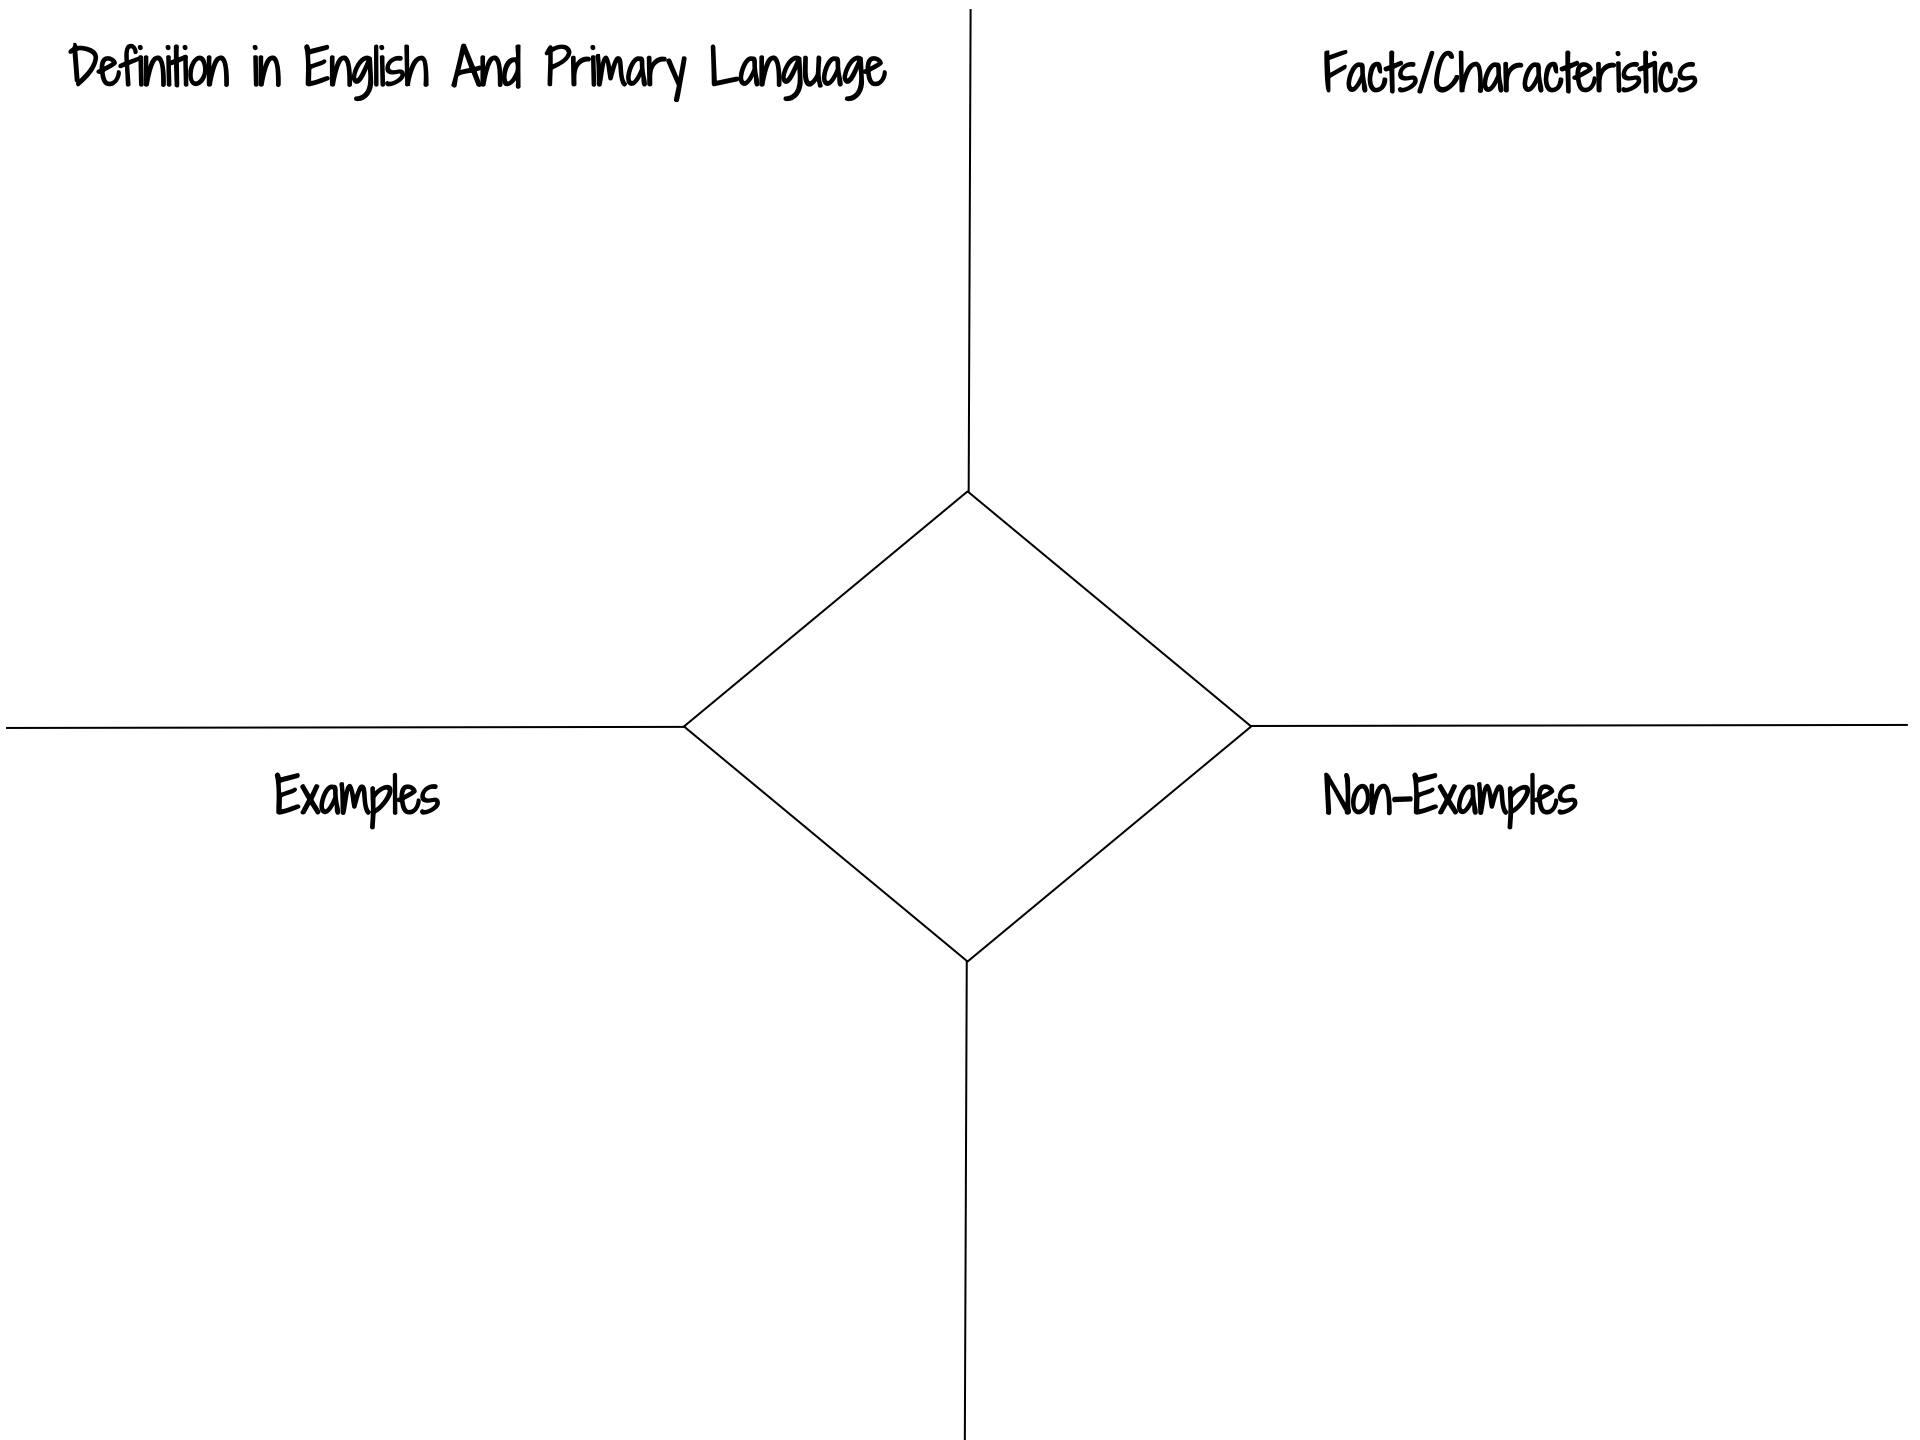 Definition in English And Primary Language
Facts/Characteristics
Examples
Non-Examples